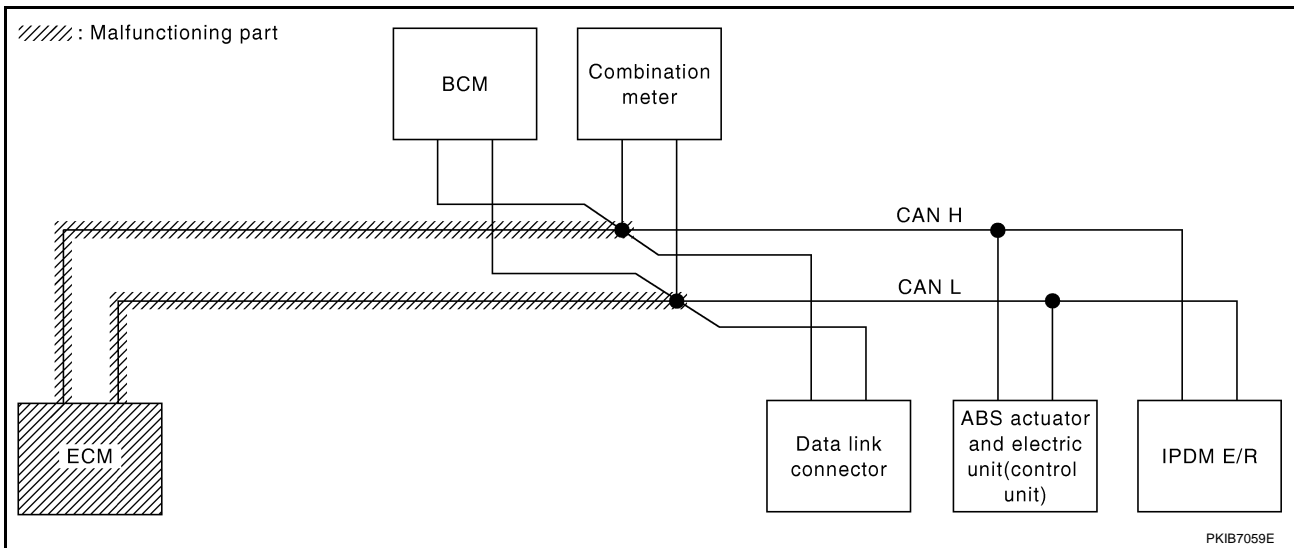 : Malfunctioning part
BCM
Combination
meter
CAN H
CAN L
ECM
Data link
connector
ABS actuator
and electric
unit(control
unit)
IPDM E/R
PKIB7059E